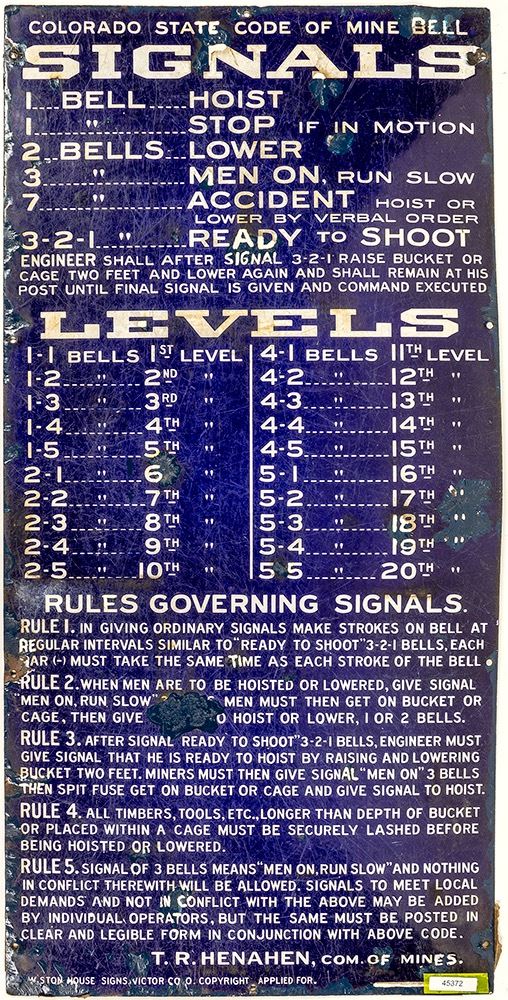 COLORADO STATE CODE OF MINE BELL
SIGNALS
1...BELL.....HOIST
1........"..........STOP IF IN MOTION
2..BELLS...LOWER
3........"..........MEN ON, RUN SLOW
7........"..........ACCIDENT HOIST OR
LOWER BY VERBAL ORDER
3-2-1..."......READY TO SHOOT
ENGINEER SHALL AFTER SIGNAL 3-2-1 RAISE BUCKET OR
CAGE TWO FEET AND LOWER AGAIN AND SHALL REMAIN AT HIS
POST UNTIL FINAL SIGNAL IS GIVEN AND COMMAND EXECUTED
LEVELS
1-1 BELLS 1ST LEVEL
1-2....."......2ND "
1-3....."......3RD "
1-4....."......4TH "
1-5....."......5TH "
2-1....."......6 "
2-2....."......7TH "
2-3....."......8TH "
2-4....."......9TH "
2-5....."......10TH "
4-1 BELLS 11TH LEVEL
4-2....."......12TH "
4-3....."......13TH "
4-4....."......14TH "
4-5....."......15TH "
5-1....."......16TH "
5-2....."......17TH "
5-3....."......18TH "
5-4....."......19TH "
5-5....."......20TH "
RULES GOVERNING SIGNALS.
RULE 1. IN GIVING ORDINARY SIGNALS MAKE STROKES ON BELL AT
REGULAR INTERVALS SIMILAR TO "READY TO SHOOT" 3-2-1 BELLS, EACH
BAR (-) MUST TAKE THE SAME TIME AS EACH STROKE OF THE BELL
RULE 2. WHEN MEN ARE TO BE HOISTED OR LOWERED, GIVE SIGNAL
"MEN ON, RUN SLOW" MEN MUST THEN GET ON BUCKET OR
CAGE, THEN GIVE O HOIST OR LOWER, 1 OR 2 BELLS.
RULE 3. AFTER SIGNAL READY TO SHOOT" 3-2-1 BELLS, ENGINEER MUST
GIVE SIGNAL THAT HE IS READY TO HOIST BY RAISING AND LOWERING
BUCKET TWO FEET. MINERS MUST THEN GIVE SIGNAL "MEN ON" 3 BELLS
THEN SPIT FUSE GET ON BUCKET OR CAGE AND GIVE SIGNAL TO HOIST.
RULE 4. ALL TIMBERS, TOOLS, ETC., LONGER THAN DEPTH OF BUCKET
OR PLACED WITHIN A CAGE MUST BE SECURELY LASHED BEFORE
BEING HOISTED OR LOWERED.
RULE 5. SIGNAL OF 3 BELLS MEANS "MEN ON, RUN SLOW" AND NOTHING
IN CONFLICT THEREWITH WILL BE ALLOWED. SIGNALS TO MEET LOCAL
DEMANDS AND NOT IN CONFLICT WITH THE ABOVE MAY BE ADDED
BY INDIVIDUAL OPERATORS, BUT THE SAME MUST BE POSTED IN
CLEAR AND LEGIBLE FORM IN CONJUNCTION WITH ABOVE CODE.
T. R. HENAHEN, COM. OF MINES.
HOUSE SIGNS, VICTOR CO O. COPYRIGHT APPLIED FOR.
45372